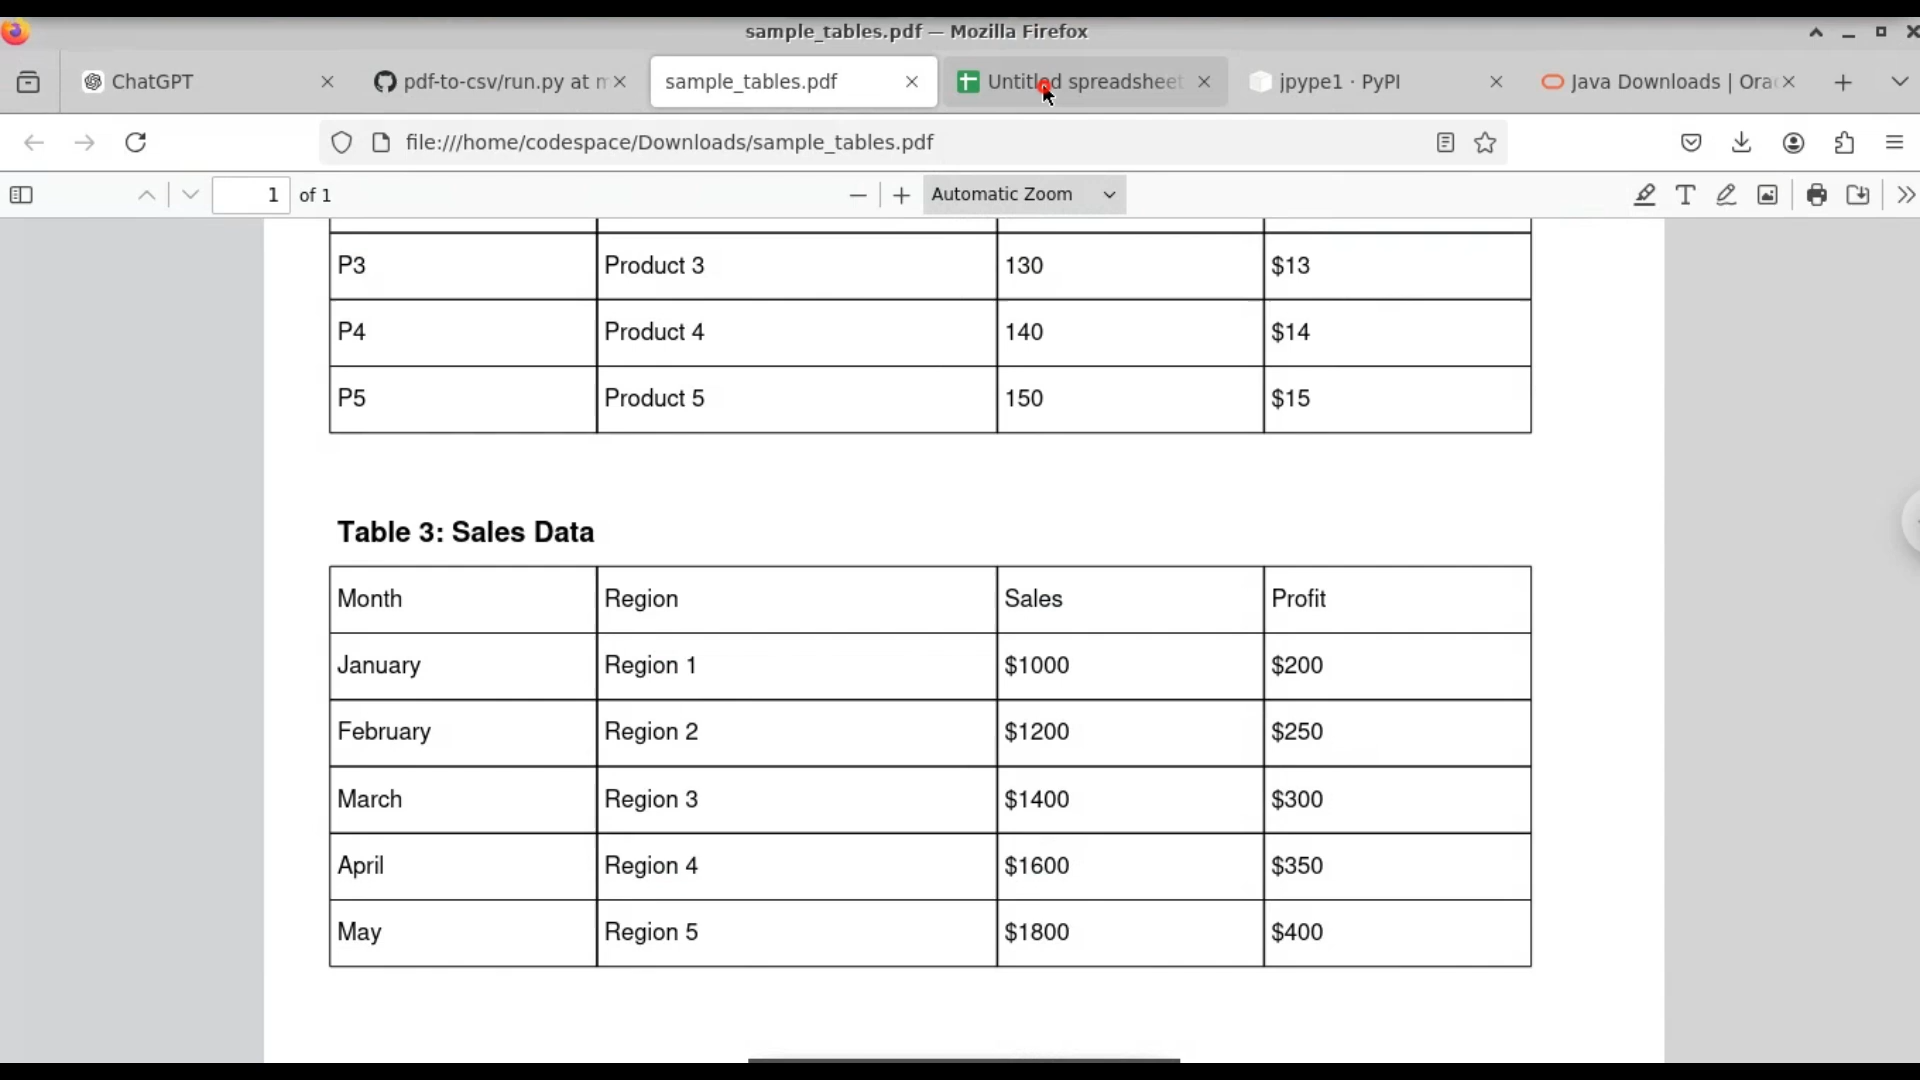 sample_tables.pdf — Mozilla Firefox
ChatGPT
pdf-to-csv/run.py at m
sample_tables.pdf
Untitled spreadsheet
jpype1 · PyPI
Java Downloads | Orac
file:///home/codespace/Downloads/sample_tables.pdf
1 of 1
Automatic Zoom
P3 Product 3 130 $13
P4 Product 4 140 $14
P5 Product 5 150 $15
Table 3: Sales Data
Month Region Sales Profit
January Region 1 $1000 $200
February Region 2 $1200 $250
March Region 3 $1400 $300
April Region 4 $1600 $350
May Region 5 $1800 $400